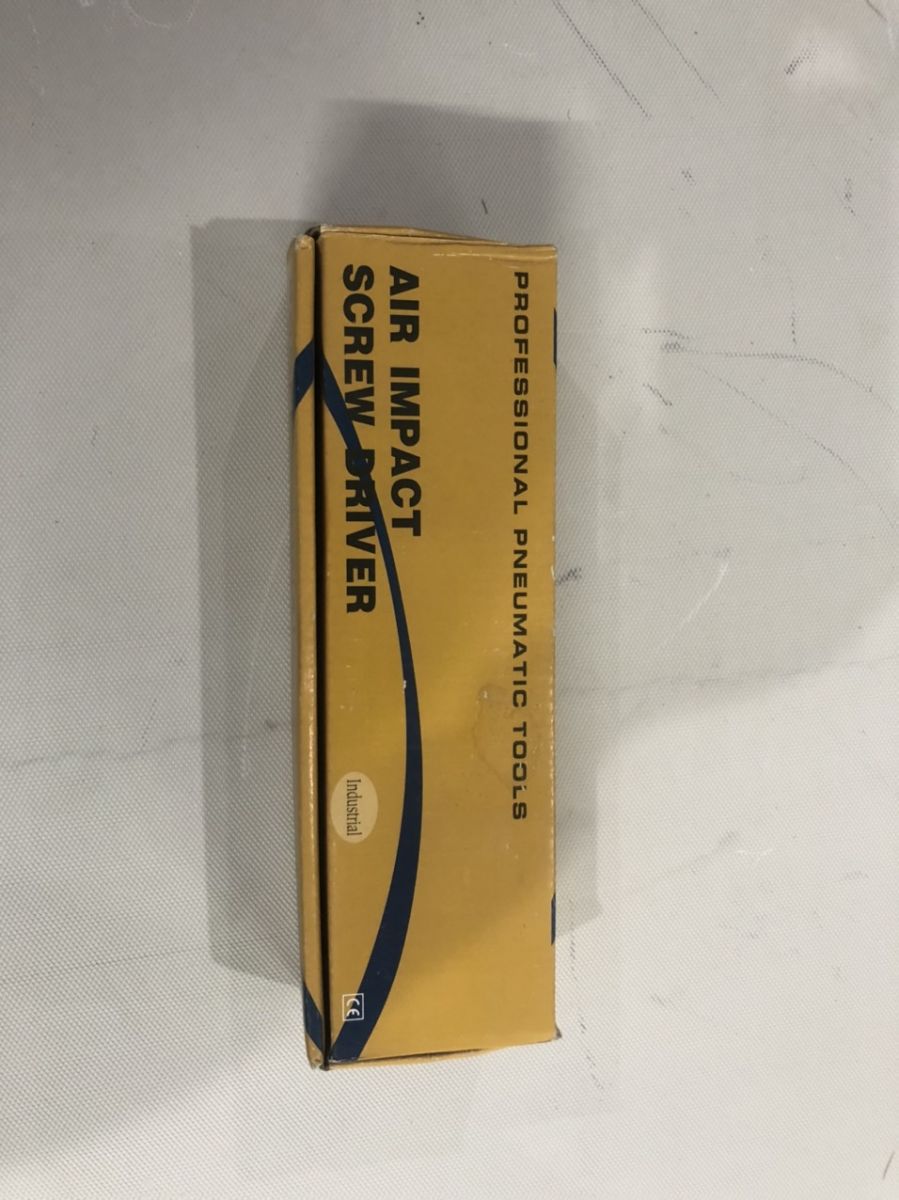 PROFESSIONAL PNEUMATIC TOOLS
AIR IMPACT
SCREW DRIVER
Industrial
CE